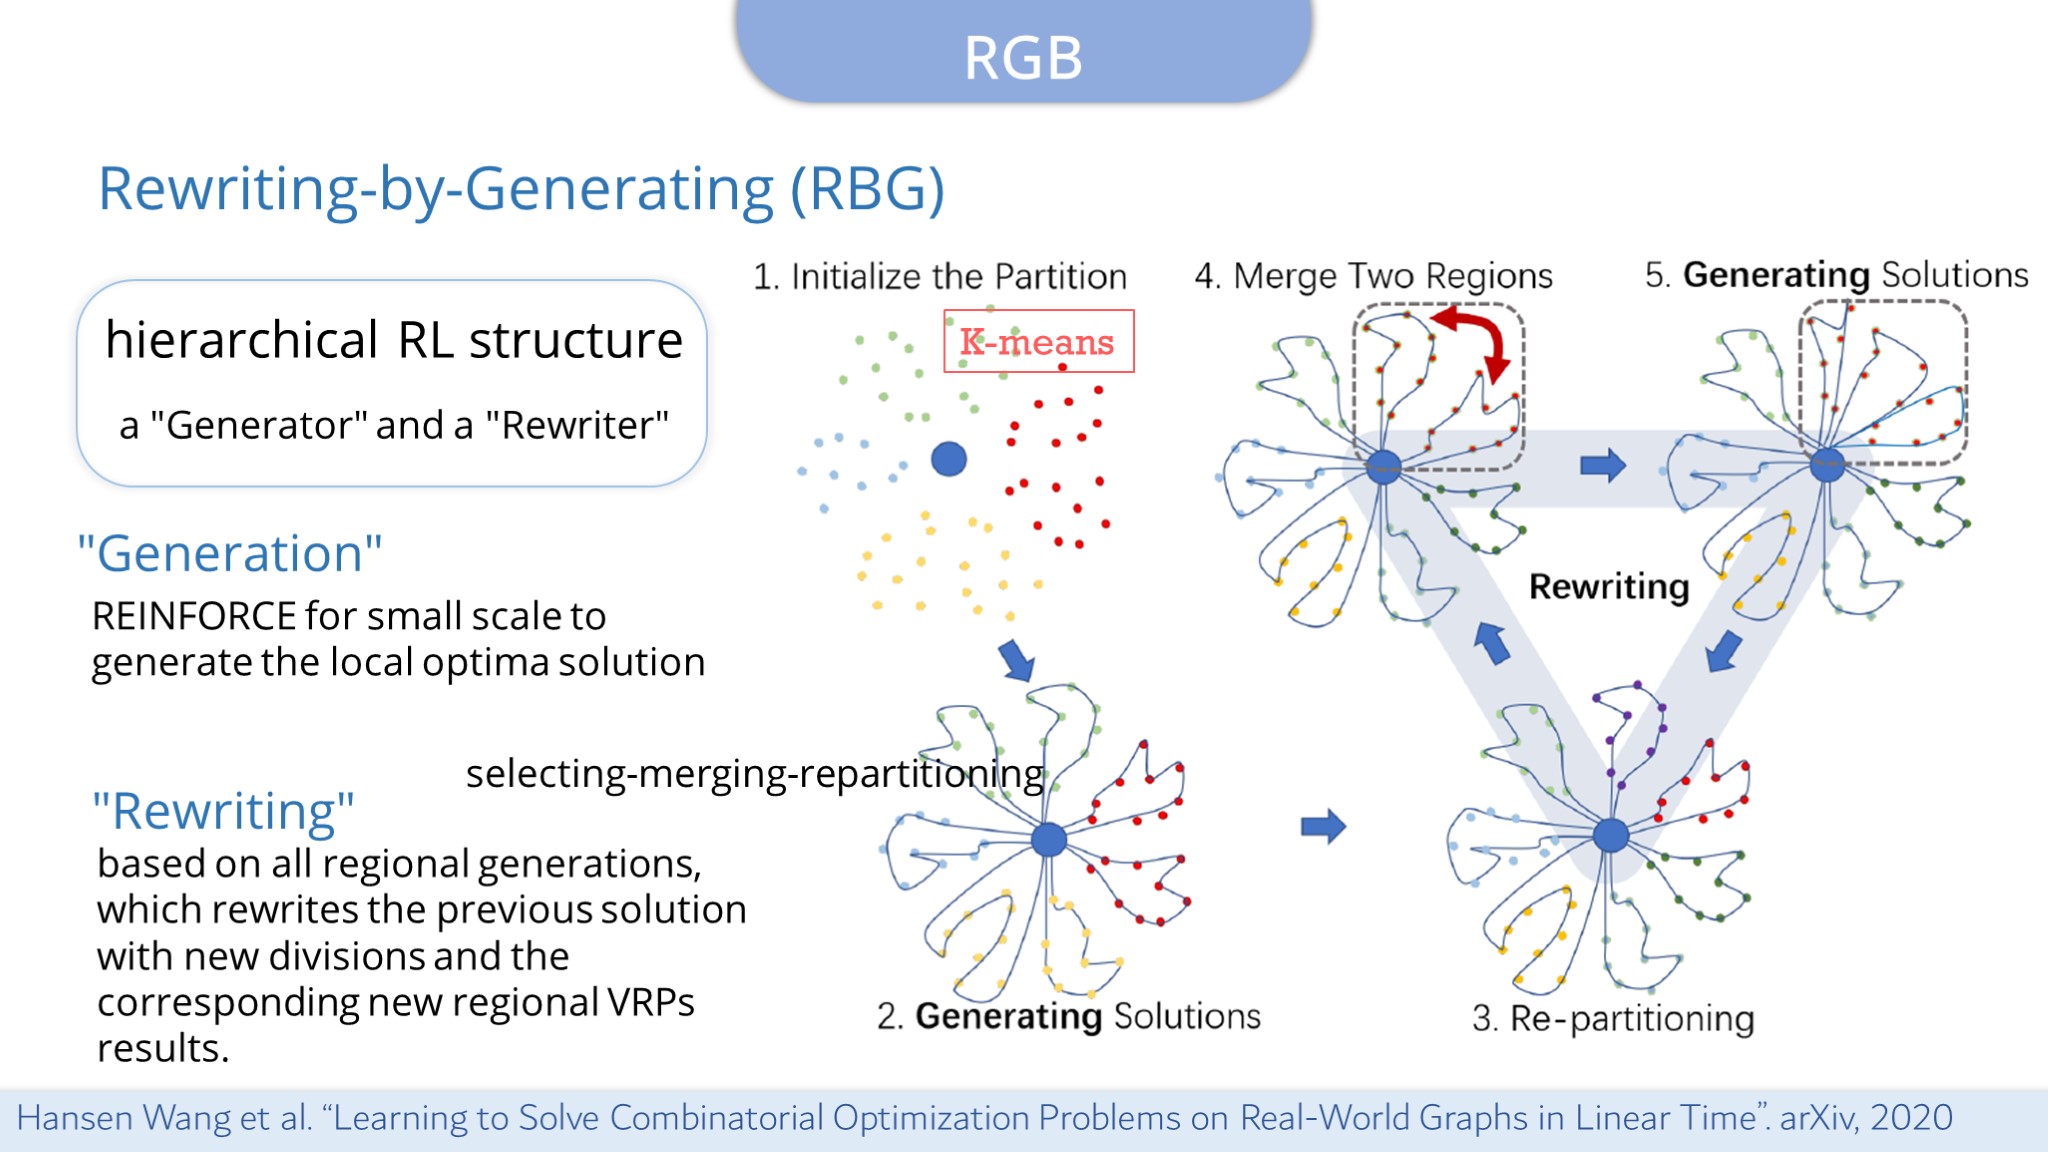 RGB
Rewriting-by-Generating (RBG)
hierarchical RL structure
a "Generator" and a "Rewriter"
"Generation"
REINFORCE for small scale to
generate the local optima solution
selecting-merging-repartitioning
"Rewriting"
based on all regional generations,
which rewrites the previous solution
with new divisions and the
corresponding new regional VRPs
results.
1. Initialize the Partition
K-means
2. Generating Solutions
3. Re-partitioning
4. Merge Two Regions
5. Generating Solutions
Rewriting
Hansen Wang et al. “Learning to Solve Combinatorial Optimization Problems on Real-World Graphs in Linear Time”. arXiv, 2020